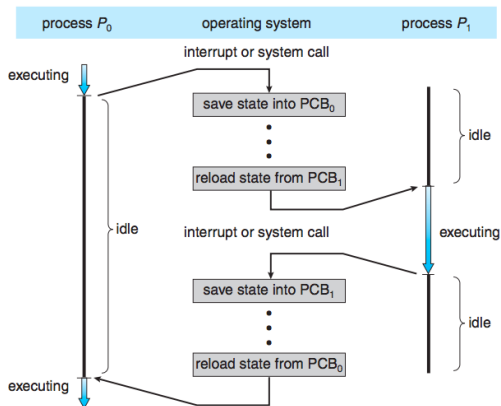 process P₀ operating system process P₁
interrupt or system call
executing
save state into PCB₀
idle
reload state from PCB₁
idle
interrupt or system call
executing
save state into PCB₁
idle
reload state from PCB₀
executing